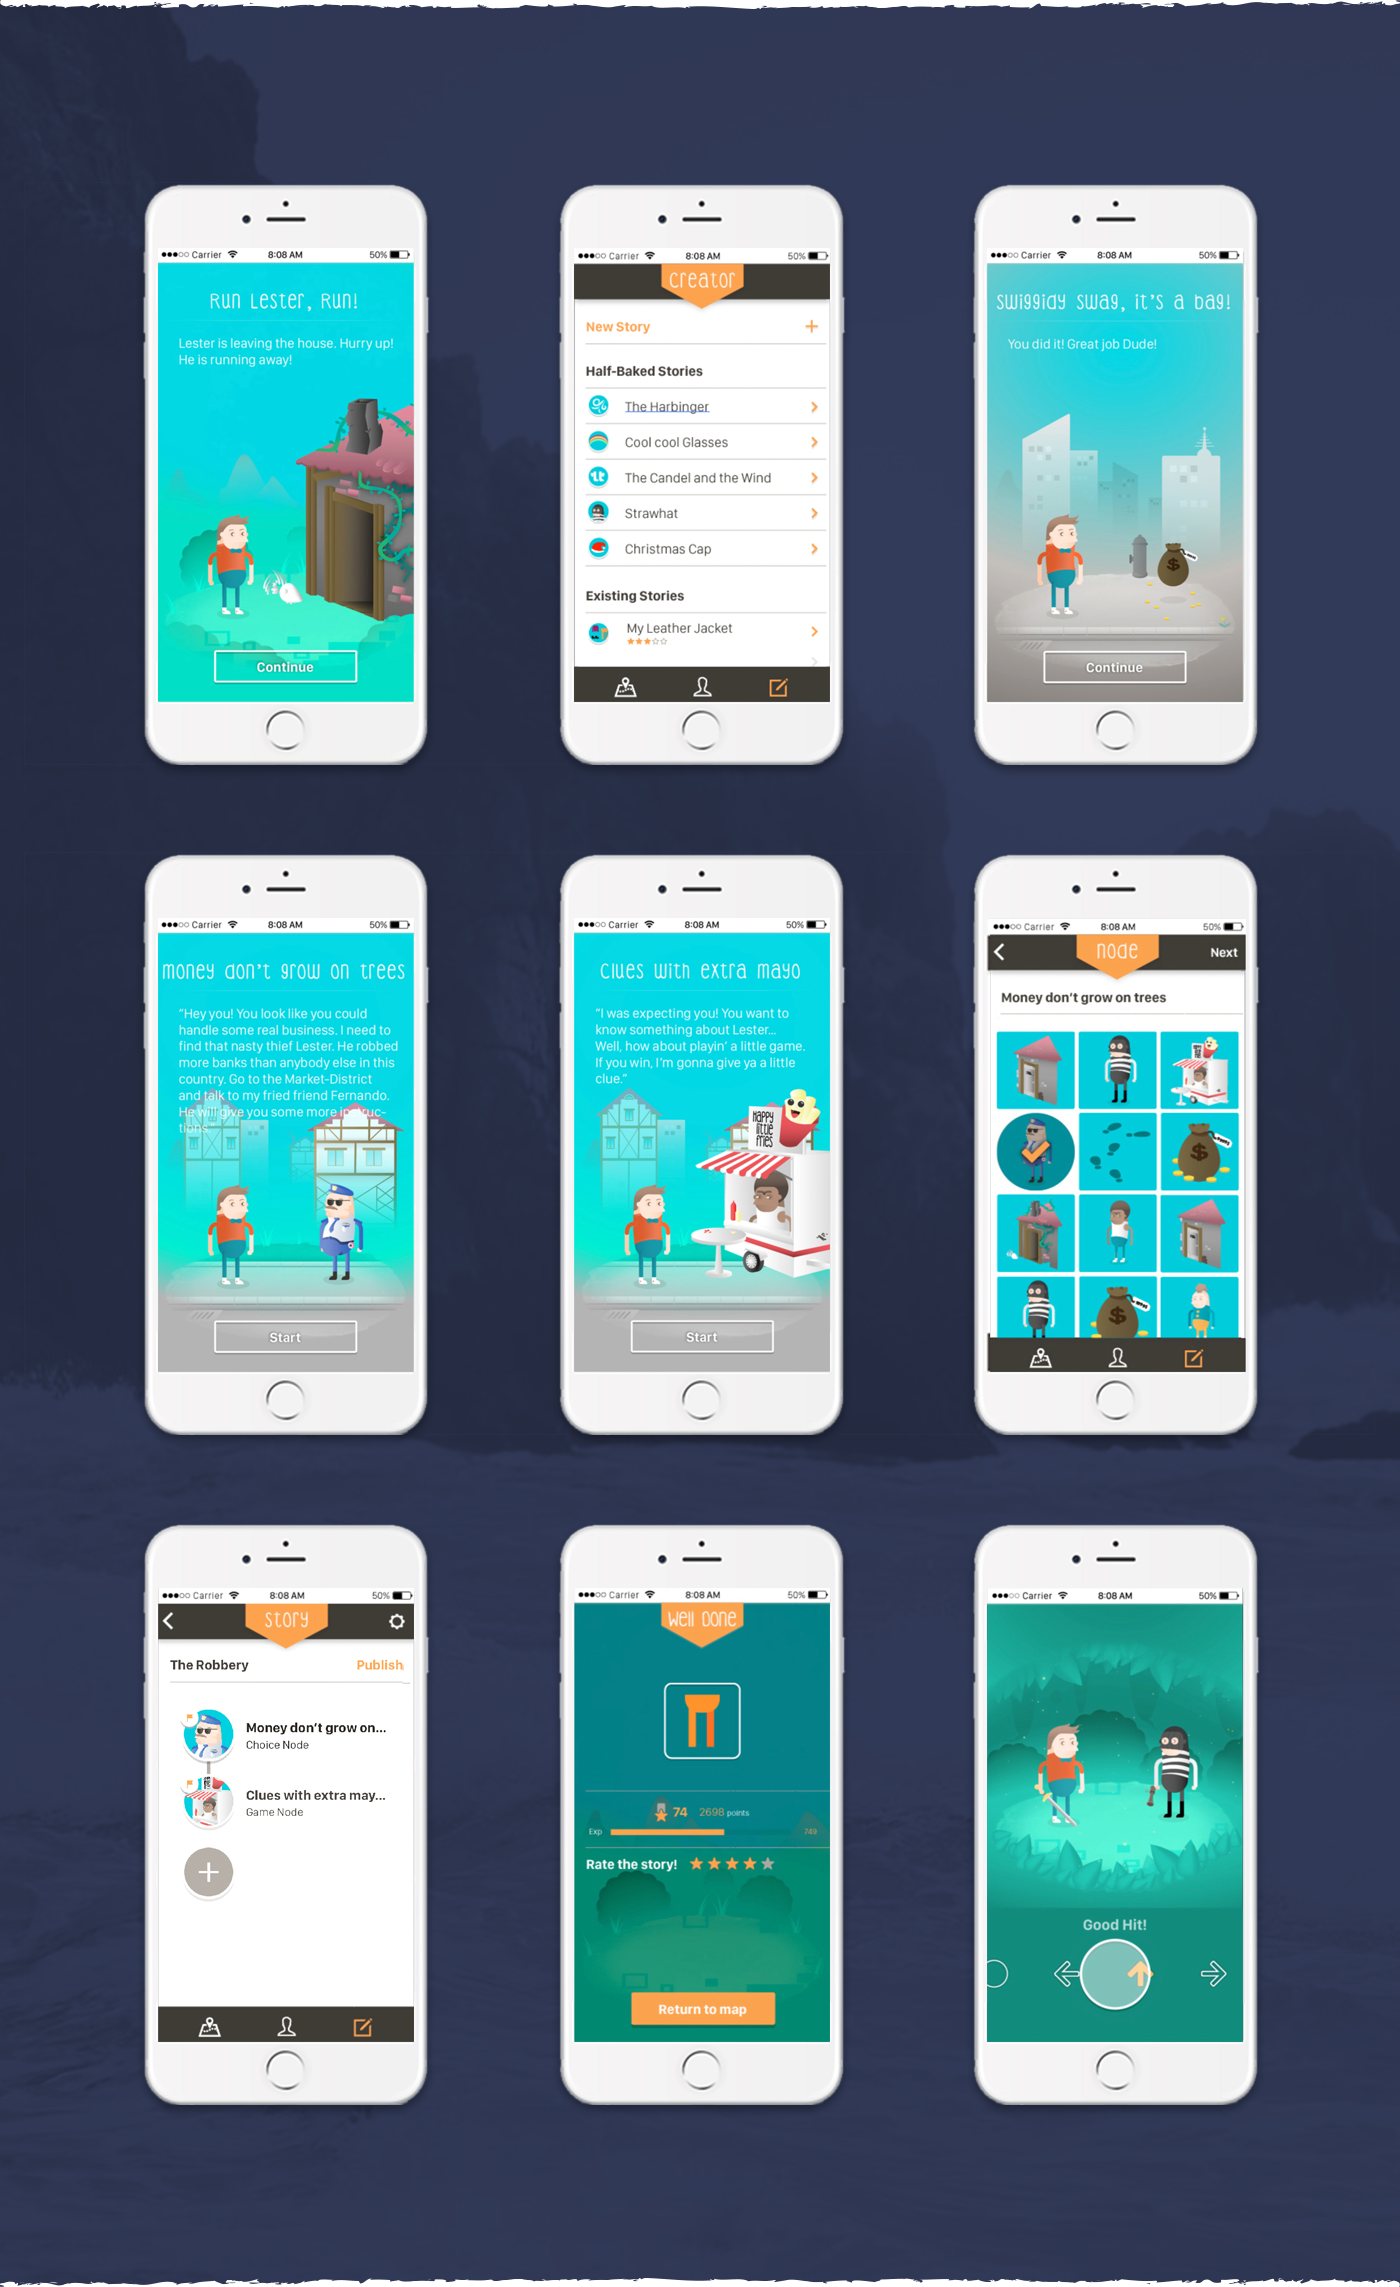 ●●●○○ Carrier 8:08 AM 50%
Run Lester, Run!
Lester is leaving the house. Hurry up!
He is running away!
Continue
●●●○○ Carrier 8:08 AM 50%
Creator
New Story +
Half-Baked Stories
The Harbinger
Cool cool Glasses
The Candel and the Wind
Strawhat
Christmas Cap
Existing Stories
My Leather Jacket
●●●○○ Carrier 8:08 AM 50%
Swiggidy swag, it's a bag!
You did it! Great job Dude!
$
Continue
●●●○○ Carrier 8:08 AM 50%
Money don't grow on trees
"Hey you! You look like you could
handle some real business. I need to
find that nasty thief Lester. He robbed
more banks than anybody else in this
country. Go to the Market-District
and talk to my fried friend Fernando.
He will give you some more instruc-
tions"
Start
●●●○○ Carrier 8:08 AM 50%
Clues with extra mayo
"I was expecting you! You want to
know something about Lester...
Well, how about playin' a little game.
If you win, I'm gonna give ya a little
clue."
Happy
little
fries
Start
●●●○○ Carrier 8:08 AM 50%
Node
Next
Money don't grow on trees
$
$
●●●○○ Carrier 8:08 AM 50%
Story
The Robbery Publish
Money don't grow on...
Choice Node
Clues with extra may...
Game Node
+
●●●○○ Carrier 8:08 AM 50%
Well Done
74 2698 points
Exp 749
Rate the story!
Return to map
●●●○○ Carrier 8:08 AM 50%
Good Hit!